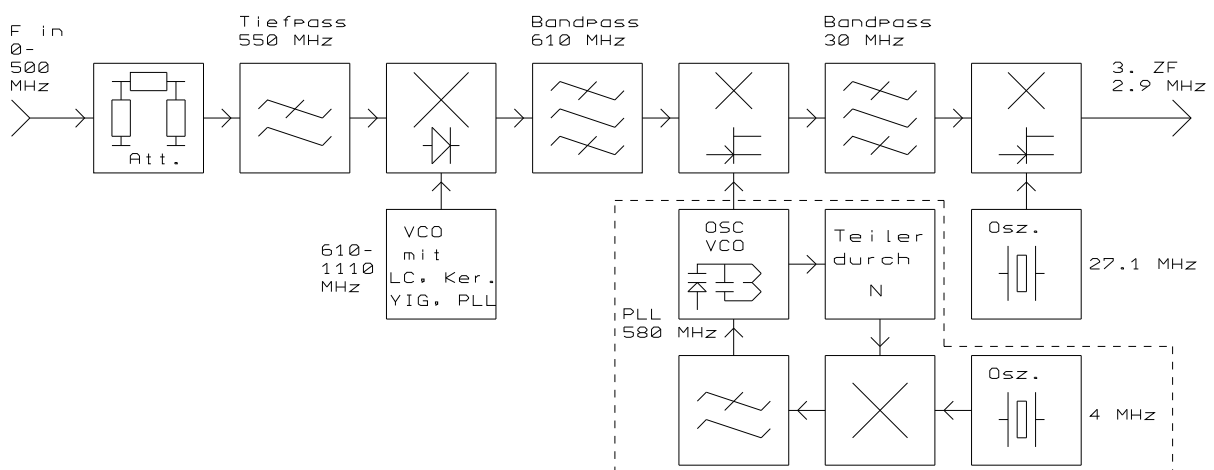 F in
0-
500
MHz
Tiefpass
550 MHz
Bandpass
610 MHz
Bandpass
30 MHz
3. ZF
2.9 MHz
Att.
610-
1110
MHz
VCO
mit
LC, Ker.
YIG, PLL
OSC
VCO
Teiler
durch
N
Osz.
27.1 MHz
PLL
580 MHz
Osz.
4 MHz